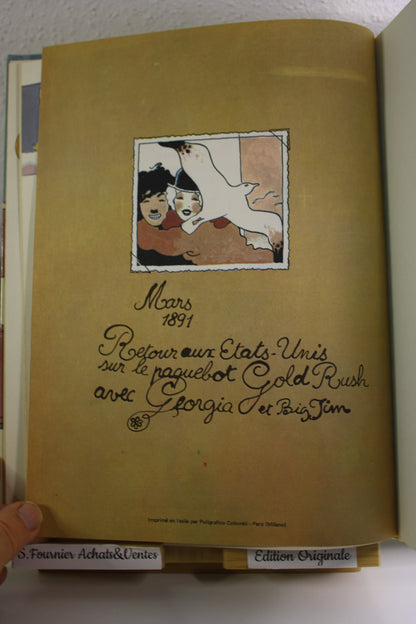 Mars
1891
Retour aux Etats-Unis
sur le paquebot Gold Rush
avec Georgia et Big Jim
Imprimé en Italie par Poligrafico Colombi - Pero (Milano)
S. Fournier Achats&Ventes
Edition Originale